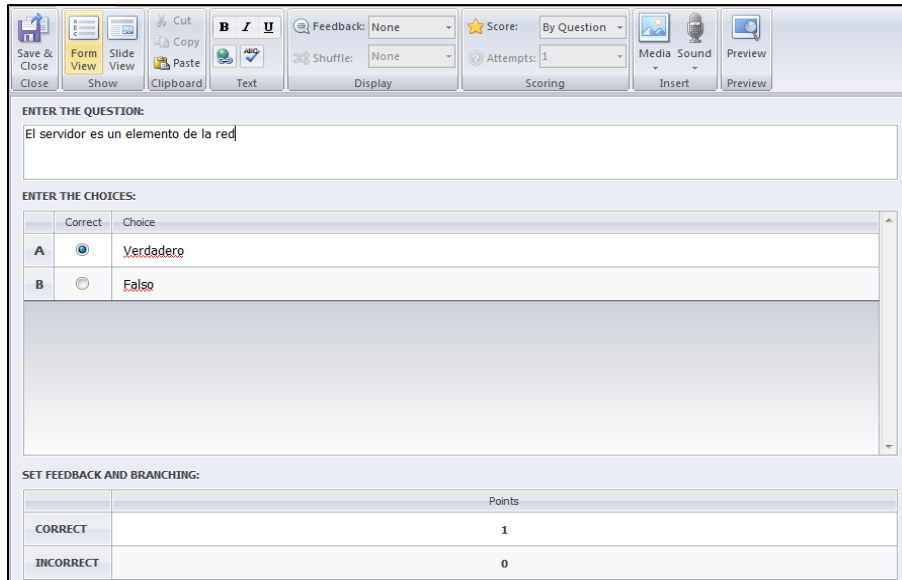 Save & Close
Form View
Slide View
Cut
Copy
Paste
B I U
ABC
Feedback: None
Shuffle: None
Score: By Question
Attempts: 1
Media Sound
Preview
Close Show Clipboard Text Display Scoring Insert Preview
ENTER THE QUESTION:
El servidor es un elemento de la red
ENTER THE CHOICES:
Correct Choice
A Verdadero
B Falso
SET FEEDBACK AND BRANCHING:
Points
CORRECT 1
INCORRECT 0